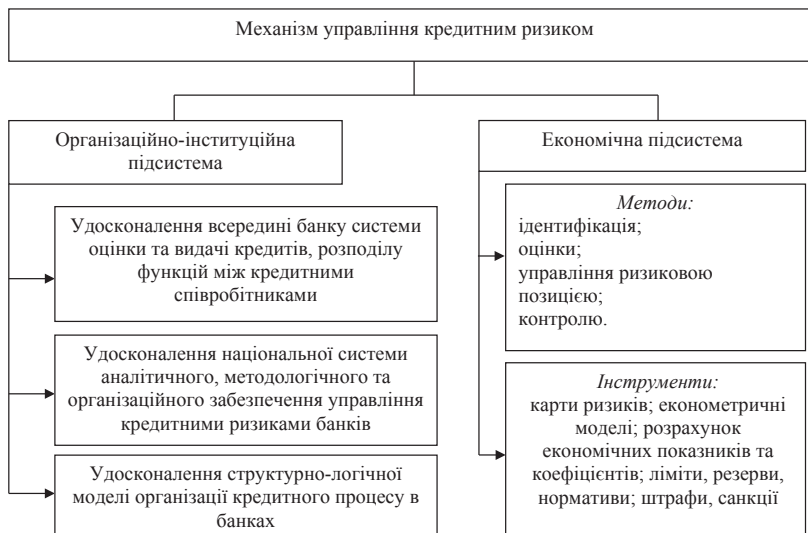 Механізм управління кредитним ризиком
Організаційно-інституційна
підсистема
Удосконалення всередині банку системи
оцінки та видачі кредитів, розподілу
функцій між кредитними
співробітниками
Удосконалення національної системи
аналітичного, методологічного та
організаційного забезпечення управління
кредитними ризиками банків
Удосконалення структурно-логічної
моделі організації кредитного процесу в
банках
Економічна підсистема
Методи:
ідентифікація;
оцінки;
управління ризиковою
позицією;
контролю.
Інструменти:
карти ризиків; економетричні
моделі; розрахунок
економічних показників та
коефіцієнтів; ліміти, резерви,
нормативи; штрафи, санкції